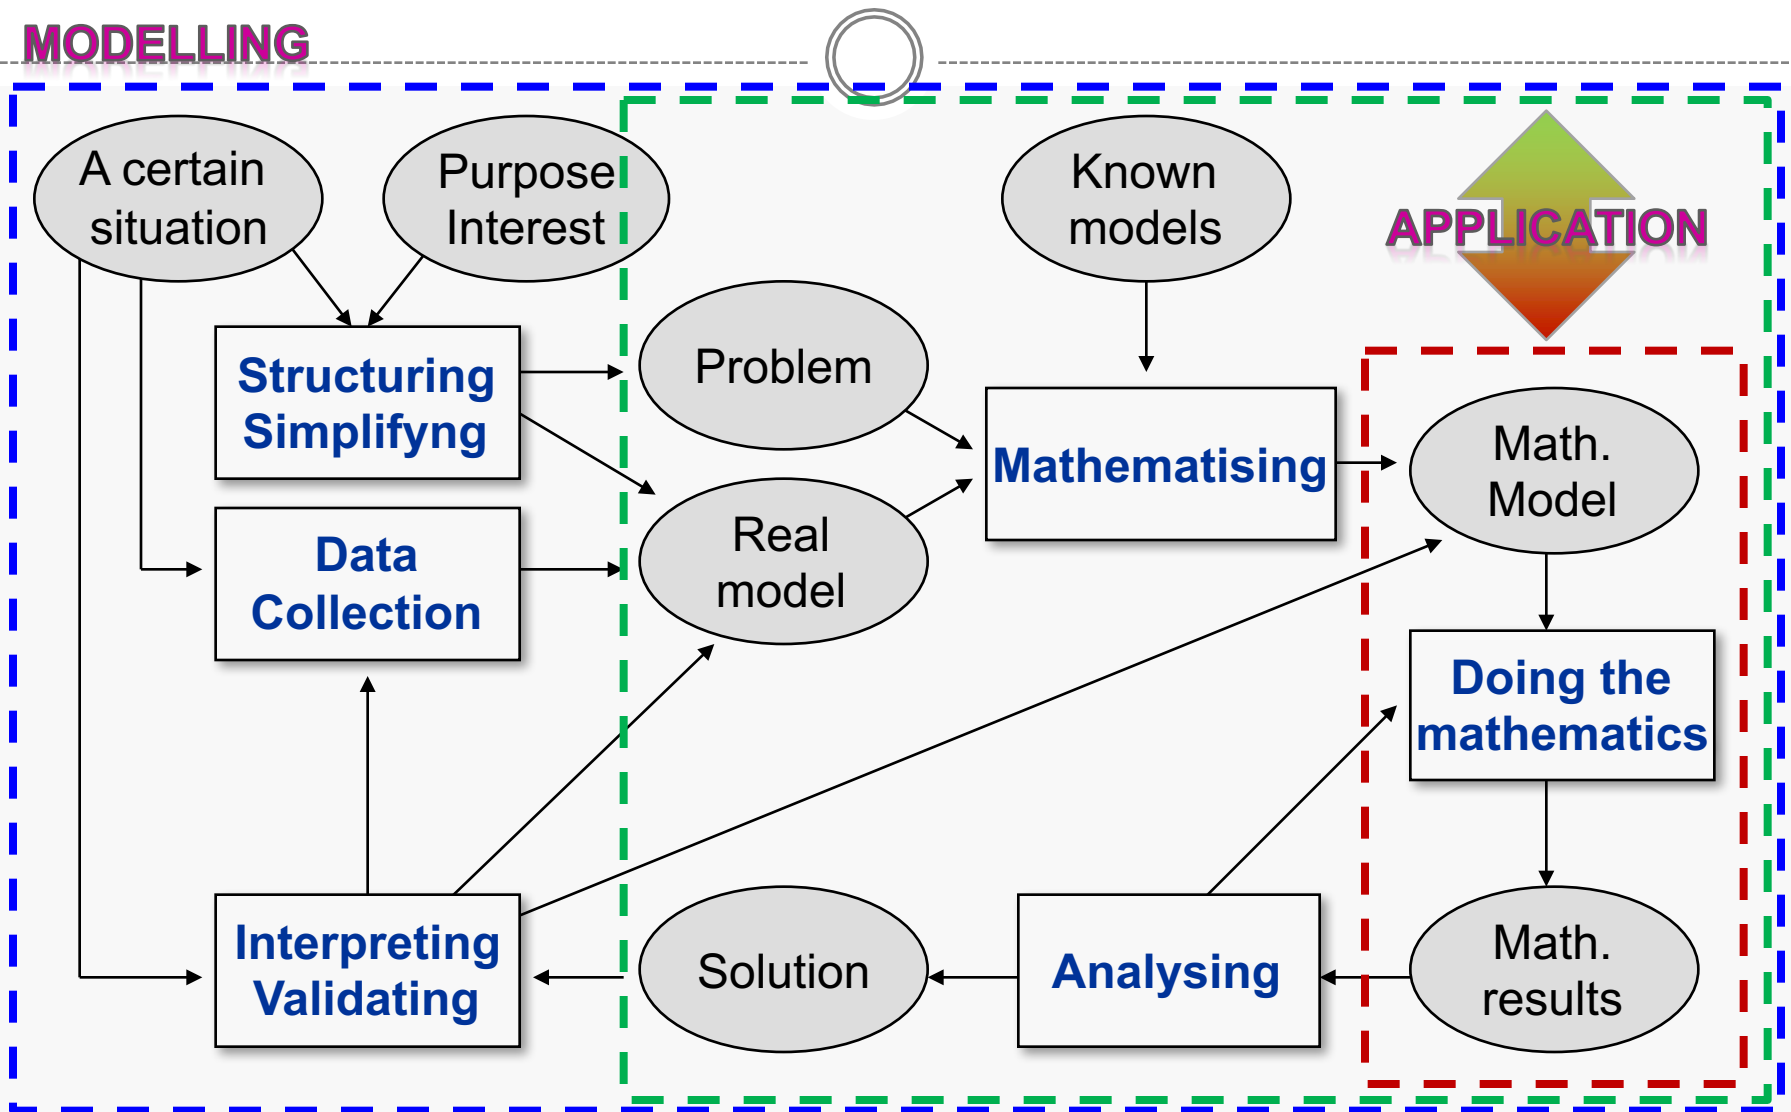 MODELLING
A certain
situation
Purpose
Interest
Known
models
APPLICATION
Structuring
Simplifyng
Problem
Mathematising
Math.
Model
Data
Collection
Real
model
Doing the
mathematics
Interpreting
Validating
Solution
Analysing
Math.
results